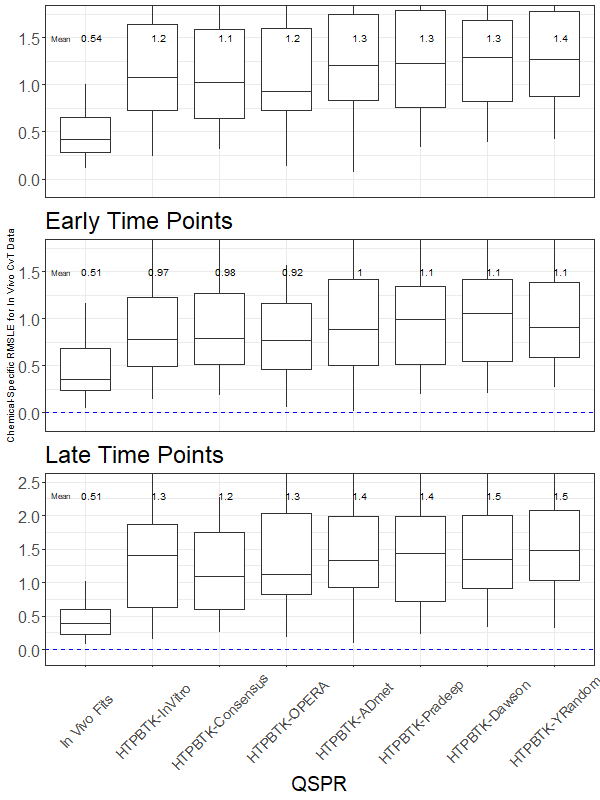 1.5
Mean 0.54 1.2 1.1 1.2 1.3 1.3 1.3 1.4
1.0
0.5
0.0
Early Time Points
Chemical-Specific RMSLE for In Vivo CvT Data
1.5
Mean 0.51 0.97 0.98 0.92 1 1.1 1.1 1.1
1.0
0.5
0.0
Late Time Points
2.5
Mean 0.51 1.3 1.2 1.3 1.4 1.4 1.5 1.5
2.0
1.5
1.0
0.5
0.0
In Vivo Fits
HTPBTK-InVitro
HTPBTK-Consensus
HTPBTK-OPERA
HTPBTK-ADmet
HTPBTK-Pradeep
HTPBTK-Dawson
HTPBTK-YRandom
QSPR